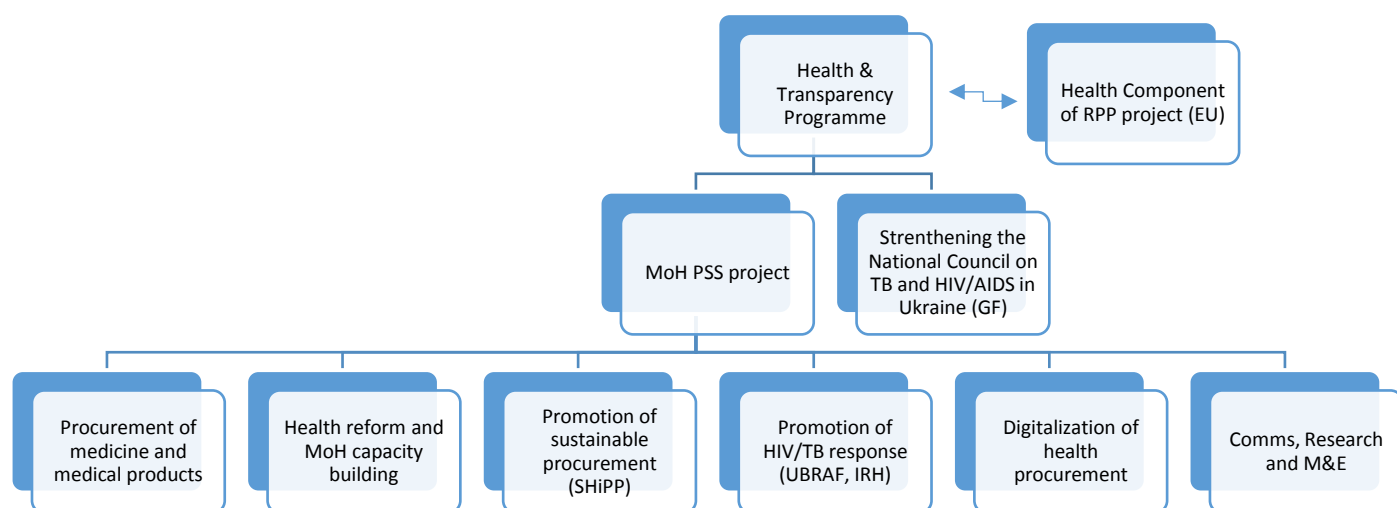 Health &
Transparency
Programme
Health Component
of RPP project (EU)
MoH PSS project
Strenthening the
National Council on
TB and HIV/AIDS in
Ukraine (GF)
Procurement of
medicine and
medical products
Health reform and
MoH capacity
building
Promotion of
sustainable
procurement
(SHiPP)
Promotion of
HIV/TB response
(UBRAF, IRH)
Digitalization of
health
procurement
Comms, Research
and M&E